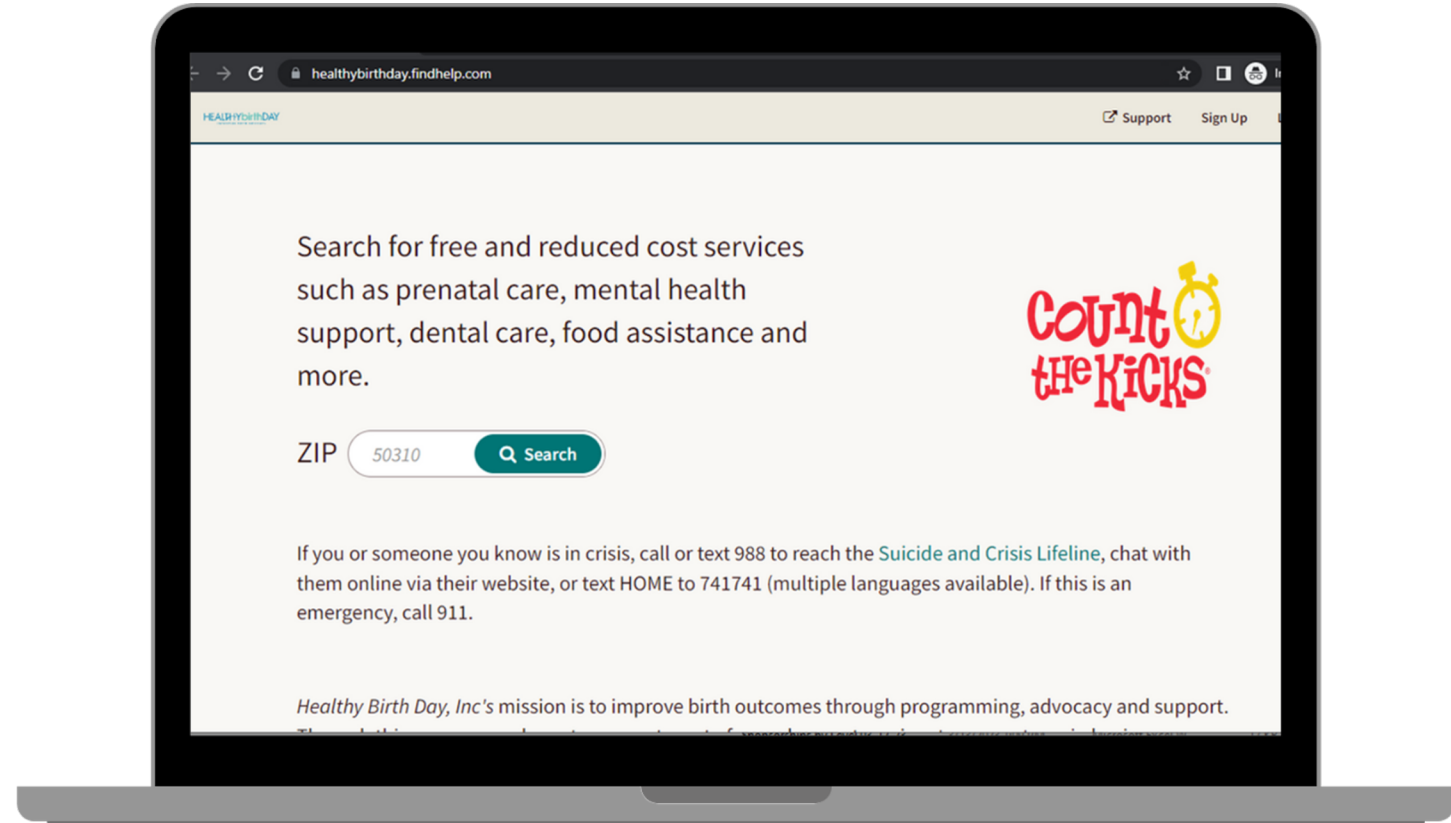 healthybirthday.findhelp.com
HEALTHYbirthDAY
Support Sign Up
Search for free and reduced cost services
such as prenatal care, mental health
support, dental care, food assistance and
more.
Count
the Kicks®
ZIP 50310 Search
If you or someone you know is in crisis, call or text 988 to reach the Suicide and Crisis Lifeline, chat with
them online via their website, or text HOME to 741741 (multiple languages available). If this is an
emergency, call 911.
Healthy Birth Day, Inc's mission is to improve birth outcomes through programming, advocacy and support.